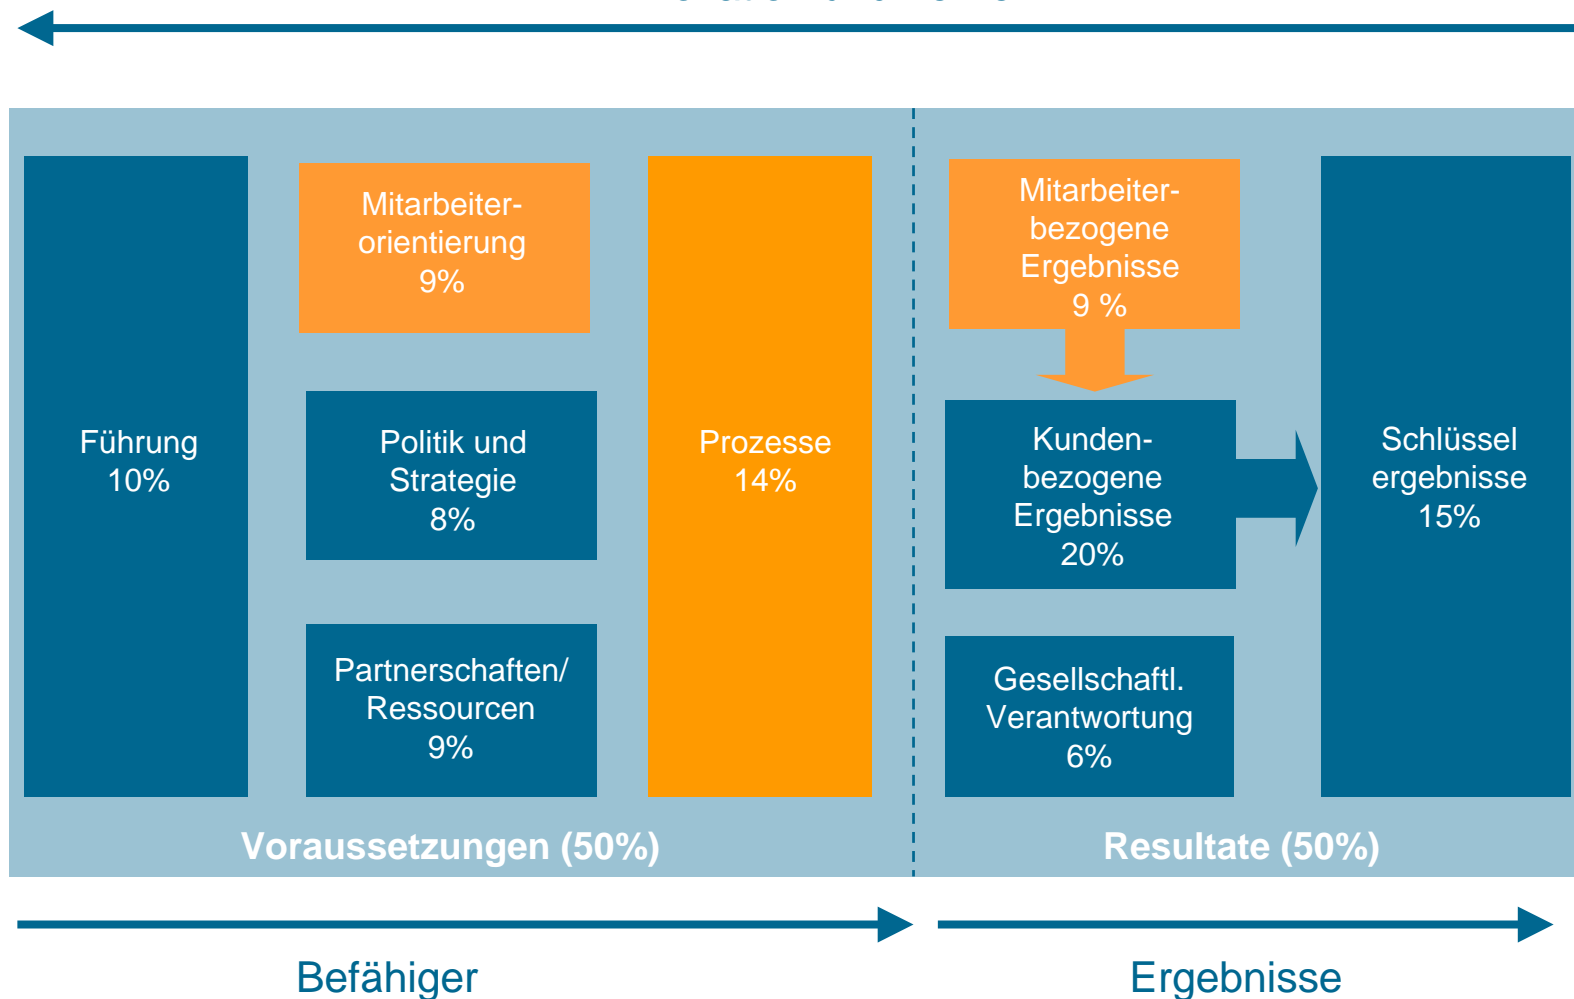 Führung
10%
Mitarbeiter-
orientierung
9%
Politik und
Strategie
8%
Partnerschaften/
Ressourcen
9%
Prozesse
14%
Mitarbeiter-
bezogene
Ergebnisse
9 %
Kunden-
bezogene
Ergebnisse
20%
Gesellschaftl.
Verantwortung
6%
Schlüssel
ergebnisse
15%
Voraussetzungen (50%)
Resultate (50%)
Befähiger
Ergebnisse